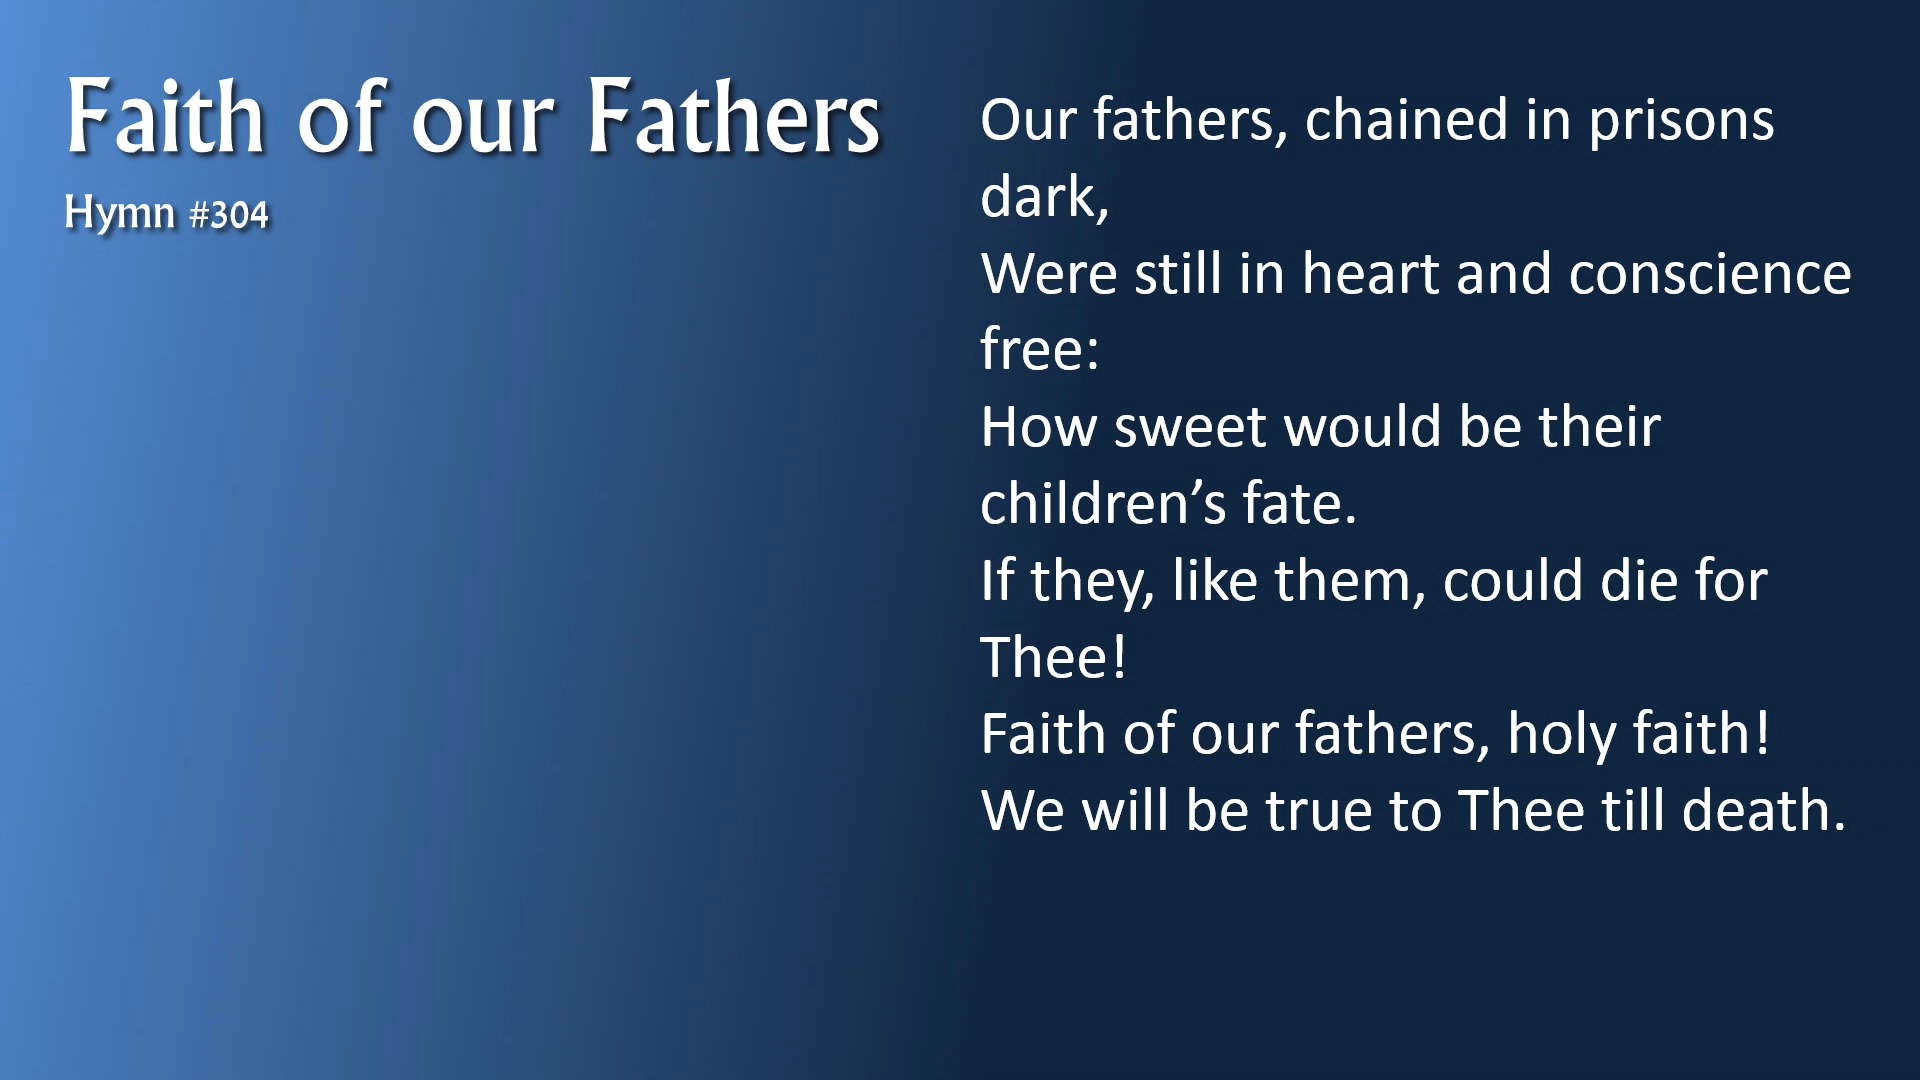 Faith of our Fathers
Hymn #304
Our fathers, chained in prisons
dark,
Were still in heart and conscience
free:
How sweet would be their
children’s fate.
If they, like them, could die for
Thee!
Faith of our fathers, holy faith!
We will be true to Thee till death.